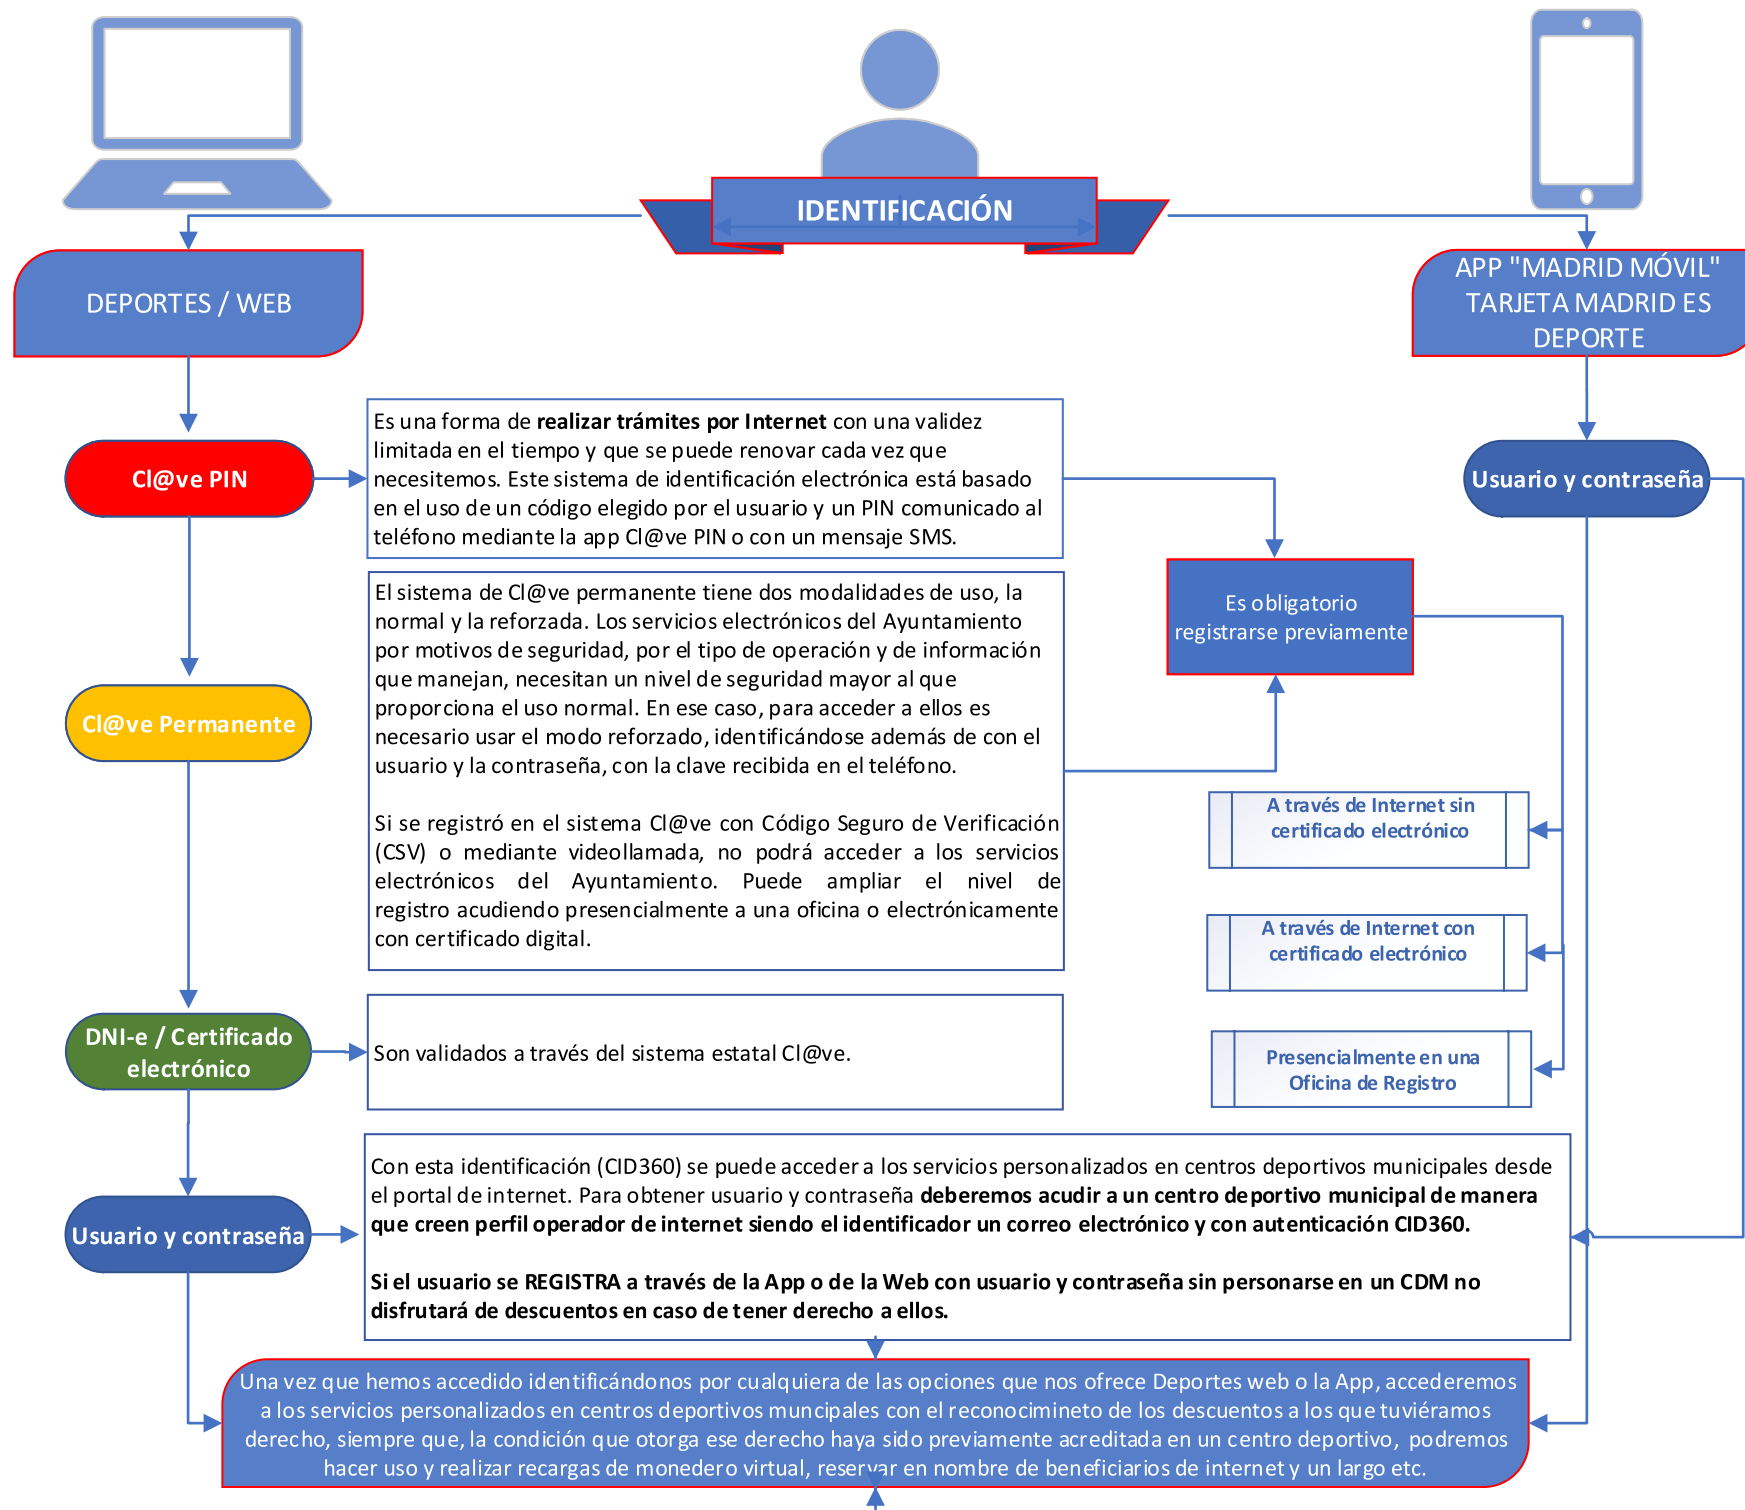 IDENTIFICACIÓN
DEPORTES / WEB
APP "MADRID MÓVIL"
TARJETA MADRID ES
DEPORTE
Cl@ve PIN
Es una forma de realizar trámites por Internet con una validez
limitada en el tiempo y que se puede renovar cada vez que
necesitemos. Este sistema de identificación electrónica está basado
en el uso de un código elegido por el usuario y un PIN comunicado al
teléfono mediante la app Cl@ve PIN o con un mensaje SMS.
Usuario y contraseña
Es obligatorio
registrarse previamente
Cl@ve Permanente
El sistema de Cl@ve permanente tiene dos modalidades de uso, la
normal y la reforzada. Los servicios electrónicos del Ayuntamiento
por motivos de seguridad, por el tipo de operación y de información
que manejan, necesitan un nivel de seguridad mayor al que
proporciona el uso normal. En ese caso, para acceder a ellos es
necesario usar el modo reforzado, identificándose además de con el
usuario y la contraseña, con la clave recibida en el teléfono.
Si se registró en el sistema Cl@ve con Código Seguro de Verificación
(CSV) o mediante videollamada, no podrá acceder a los servicios
electrónicos del Ayuntamiento. Puede ampliar el nivel de
registro acudiendo presencialmente a una oficina o electrónicamente
con certificado digital.
A través de Internet sin
certificado electrónico
A través de Internet con
certificado electrónico
Presencialmente en una
Oficina de Registro
DNI-e / Certificado
electrónico
Son validados a través del sistema estatal Cl@ve.
Usuario y contraseña
Con esta identificación (CID360) se puede acceder a los servicios personalizados en centros deportivos municipales desde
el portal de internet. Para obtener usuario y contraseña deberemos acudir a un centro deportivo municipal de manera
que creen perfil operador de internet siendo el identificador un correo electrónico y con autenticación CID360.
Si el usuario se REGISTRA a través de la App o de la Web con usuario y contraseña sin personarse en un CDM no
disfrutará de descuentos en caso de tener derecho a ellos.
Una vez que hemos accedido identificándonos por cualquiera de las opciones que nos ofrece Deportes web o la App, accederemos
a los servicios personalizados en centros deportivos muncipales con el reconocimineto de los descuentos a los que tuviéramos
derecho, siempre que, la condición que otorga ese derecho haya sido previamente acreditada en un centro deportivo, podremos
hacer uso y realizar recargas de monedero virtual, reservar en nombre de beneficiarios de internet y un largo etc.